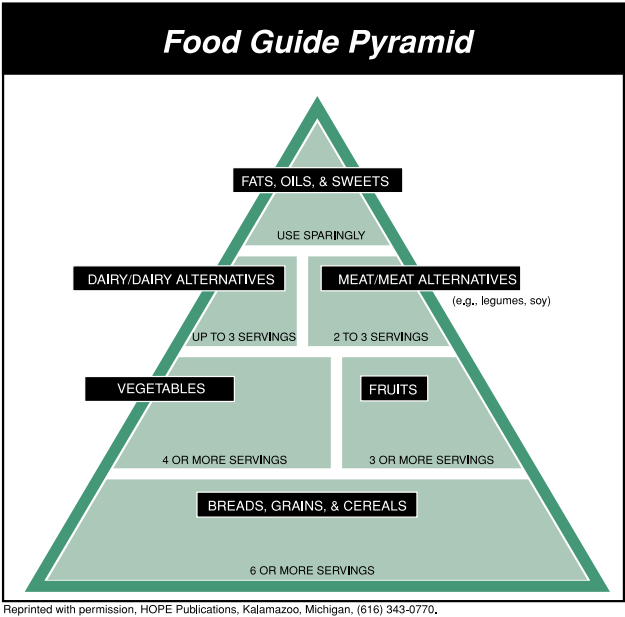 Food Guide Pyramid
FATS, OILS, & SWEETS
USE SPARINGLY
DAIRY/DAIRY ALTERNATIVES
MEAT/MEAT ALTERNATIVES
(e.g., legumes, soy)
UP TO 3 SERVINGS
2 TO 3 SERVINGS
VEGETABLES
FRUITS
4 OR MORE SERVINGS
3 OR MORE SERVINGS
BREADS, GRAINS, & CEREALS
6 OR MORE SERVINGS
Reprinted with permission, HOPE Publications, Kalamazoo, Michigan, (616) 343-0770.